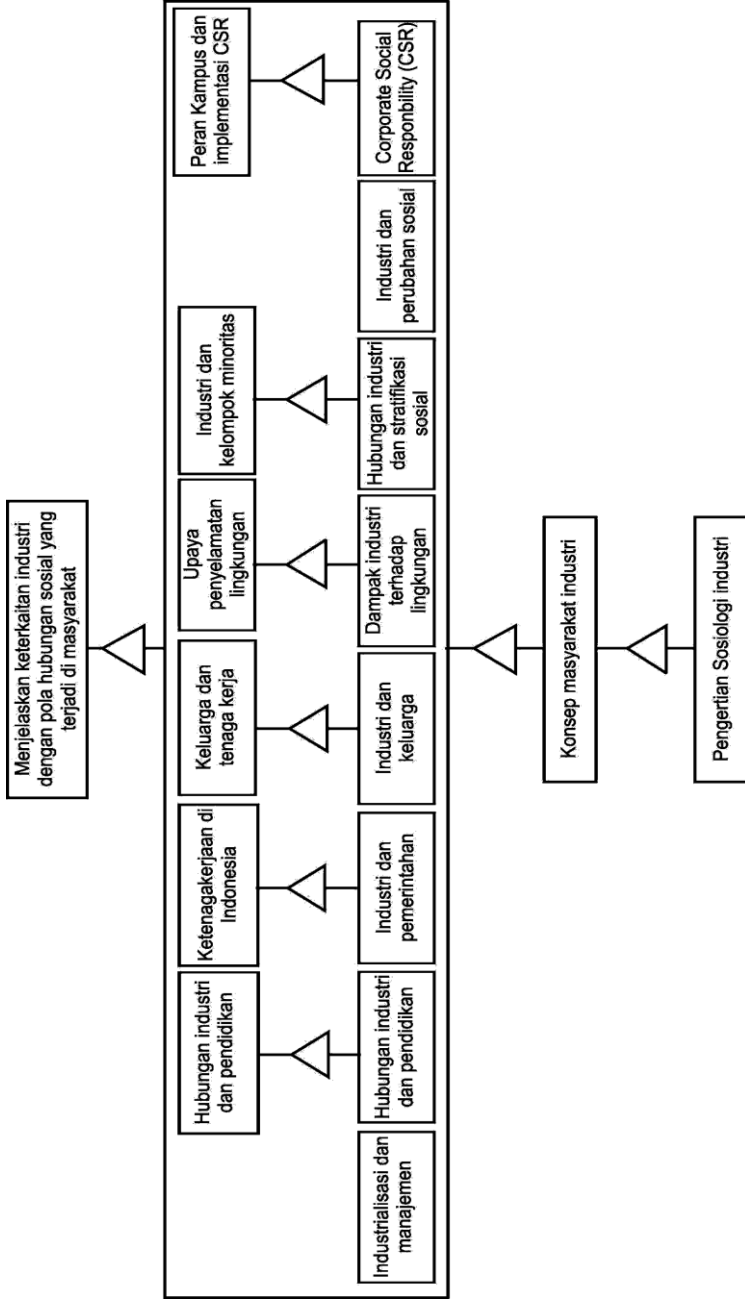 Menjelaskan keterkaitan industri
dengan pola hubungan sosial yang
terjadi di masyarakat
Hubungan industri
dan pendidikan
Ketenagakerjaan di
Indonesia
Keluarga dan
tenaga kerja
Upaya
penyelamatan
lingkungan
Industri dan
kelompok minoritas
Peran Kampus dan
implementasi CSR
Industrialisasi dan
manajemen
Hubungan industri
dan pendidikan
Industri dan
pemerintahan
Industri dan
keluarga
Dampak industri
terhadap
lingkungan
Hubungan industri
dan stratifikasi
sosial
Industri dan
perubahan sosial
Corporate Social
Responbility (CSR)
Konsep masyarakat industri
Pengertian Sosiologi industri